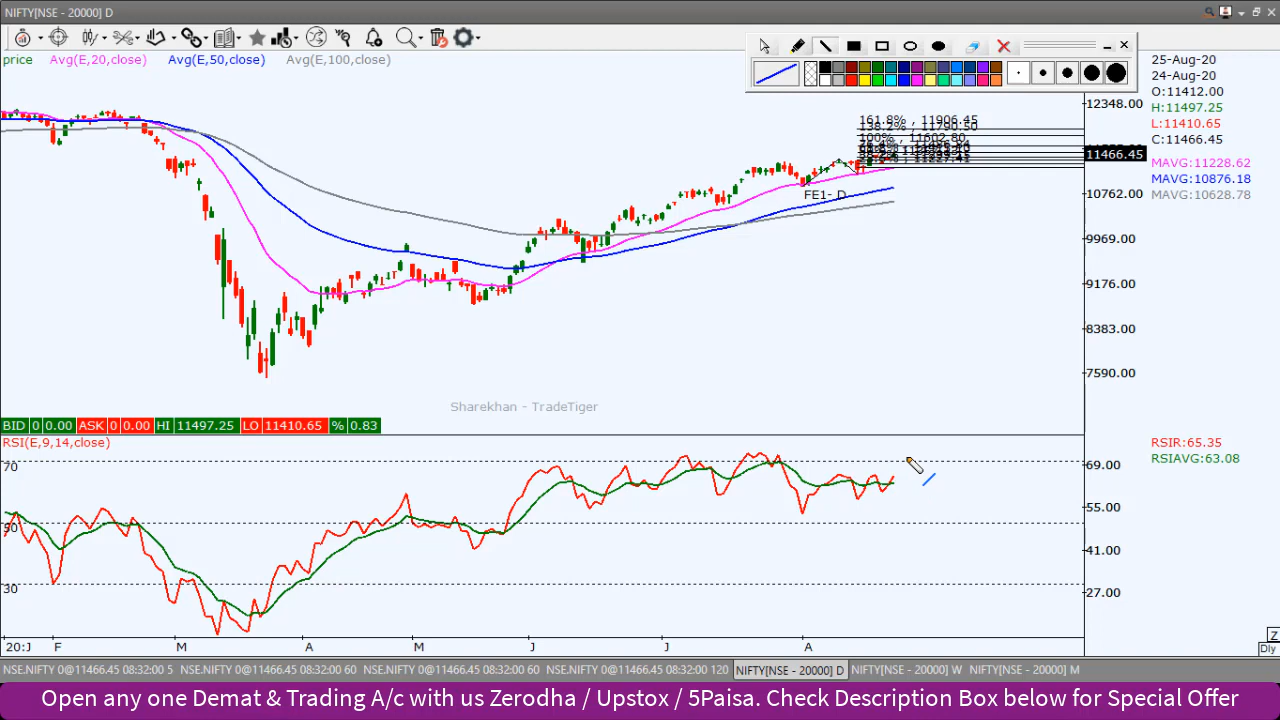 NIFTY[NSE - 20000] D
price Avg(E,20,close) Avg(E,50,close) Avg(E,100,close)
25-Aug-20
24-Aug-20
O:11412.00
H:11497.25
L:11410.65
C:11466.45
MAVG:11228.62
MAVG:10876.18
MAVG:10628.78
12348.00
11466.45
10762.00
9969.00
9176.00
8383.00
7590.00
161.8% , 11906.45
138.2% , 11790.50
100% , 11602.80
FE1- D
Sharekhan - TradeTiger
BID 0 0.00 ASK 0 0.00 HI 11497.25 LO 11410.65 % 0.83
RSI(E,9,14,close)
RSIR:65.35
RSIAVG:63.08
70
50
30
69.00
55.00
41.00
27.00
20:J F M A M J J A
Z
Dly
NSE.NIFTY 0@11466.45 08:32:00 5 NSE.NIFTY 0@11466.45 08:32:00 60 NSE.NIFTY 0@11466.45 08:32:00 60 NSE.NIFTY 0@11466.45 08:32:00 120 NIFTY[NSE - 20000] D NIFTY[NSE - 20000] W NIFTY[NSE - 20000] M
Open any one Demat & Trading A/c with us Zerodha / Upstox / 5Paisa. Check Description Box below for Special Offer